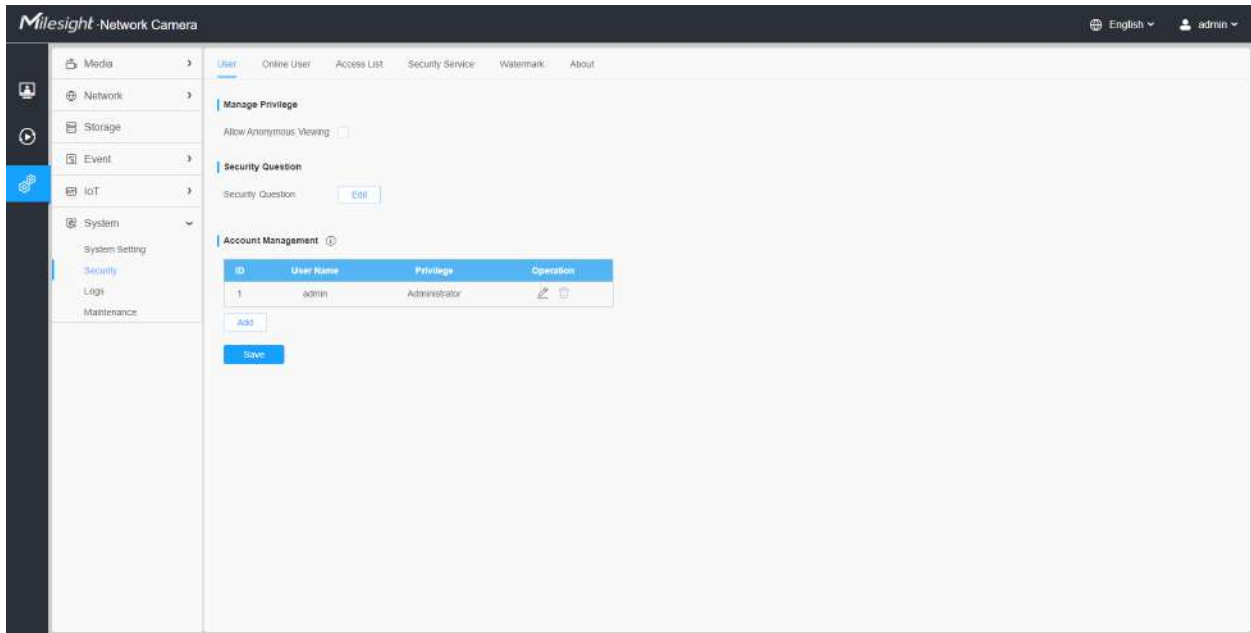 Milesight-Network Camera
English
admin
Media
Network
Storage
Event
IoT
System
System Setting
Security
Logs
Maintenance
User Online User Access List Security Service Watermark About
Manage Privilege
Allow Anonymous Viewing
Security Question
Security Question Edit
Account Management
ID User Name Privilege Operation
1 admin Administrator
Add
Save